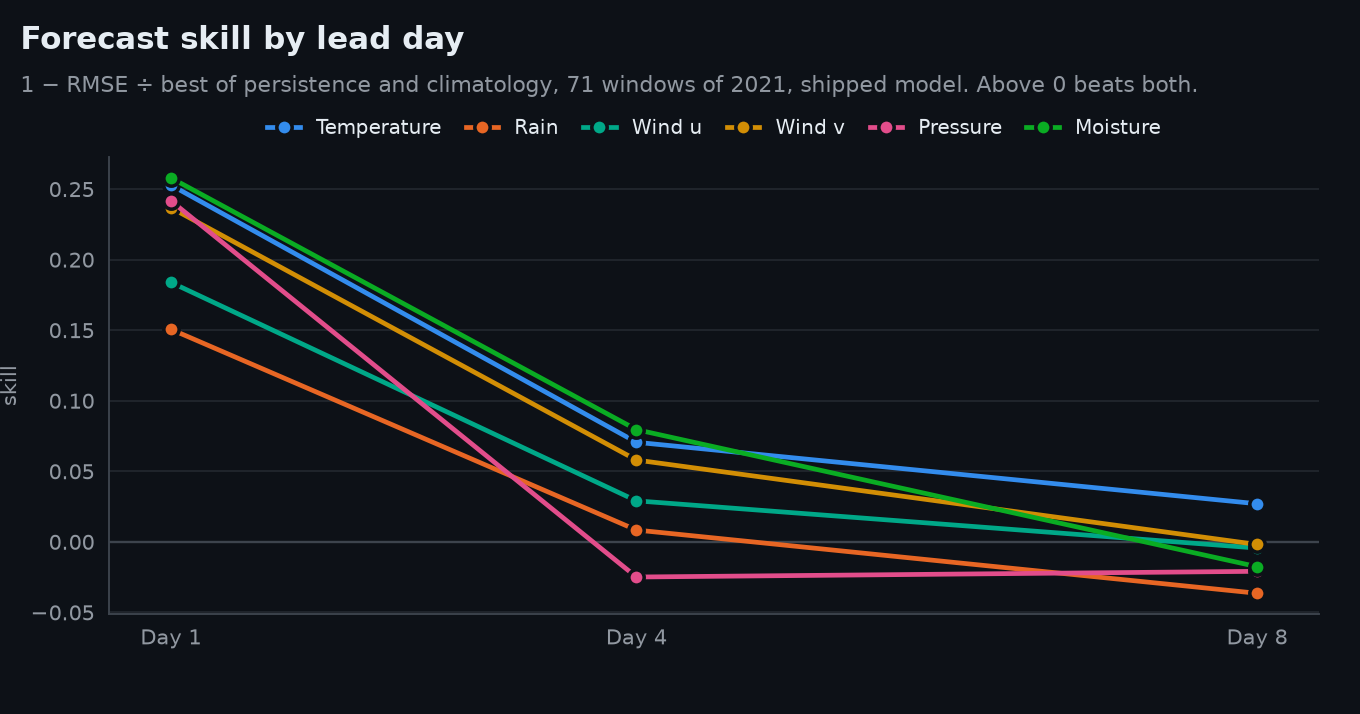 Forecast skill by lead day
1 − RMSE ÷ best of persistence and climatology, 71 windows of 2021, shipped model. Above 0 beats both.
Temperature Rain Wind u Wind v Pressure Moisture
skill
0.25
0.20
0.15
0.10
0.05
0.00
−0.05
Day 1 Day 4 Day 8